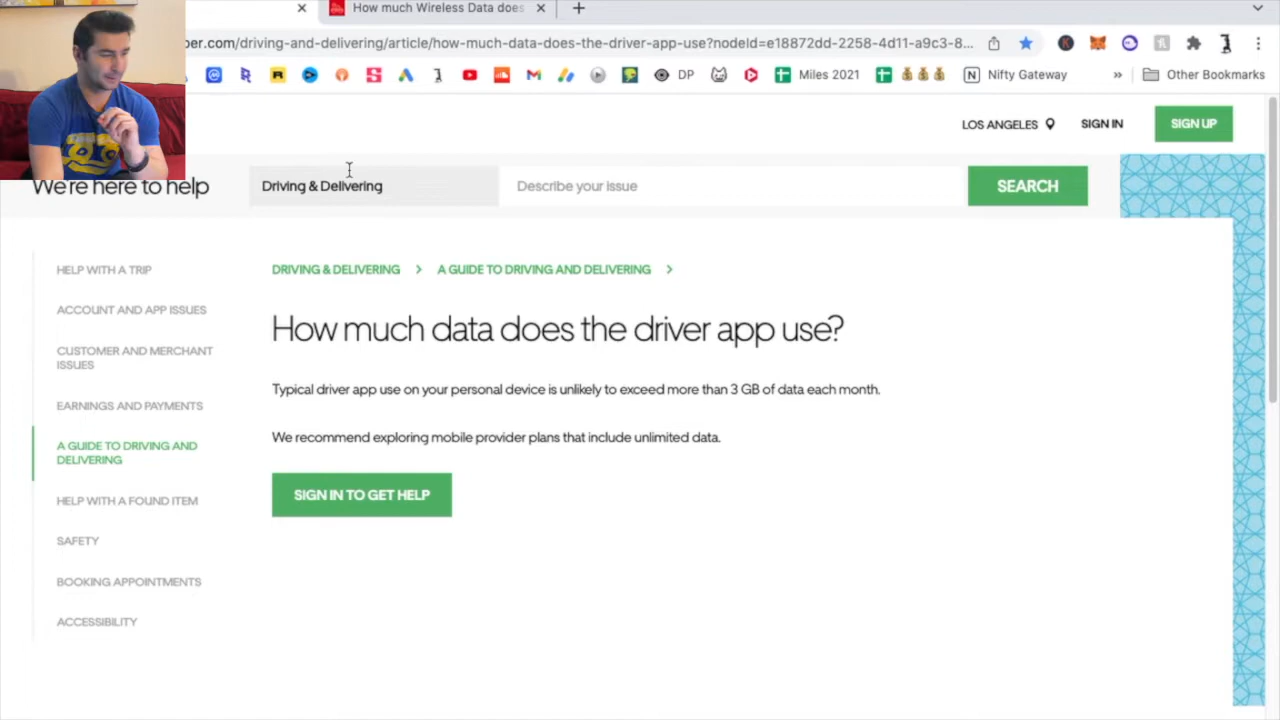 How much Wireless Data does
ber.com/driving-and-delivering/article/how-much-data-does-the-driver-app-use?nodeId=e18872dd-2258-4d11-a9c3-8...
DP
Miles 2021
Nifty Gateway
»
Other Bookmarks
LOS ANGELES
SIGN IN
SIGN UP
We're here to help
Driving & Delivering
Describe your issue
SEARCH
HELP WITH A TRIP
ACCOUNT AND APP ISSUES
CUSTOMER AND MERCHANT
ISSUES
EARNINGS AND PAYMENTS
A GUIDE TO DRIVING AND
DELIVERING
HELP WITH A FOUND ITEM
SAFETY
BOOKING APPOINTMENTS
ACCESSIBILITY
DRIVING & DELIVERING > A GUIDE TO DRIVING AND DELIVERING >
How much data does the driver app use?
Typical driver app use on your personal device is unlikely to exceed more than 3 GB of data each month.
We recommend exploring mobile provider plans that include unlimited data.
SIGN IN TO GET HELP